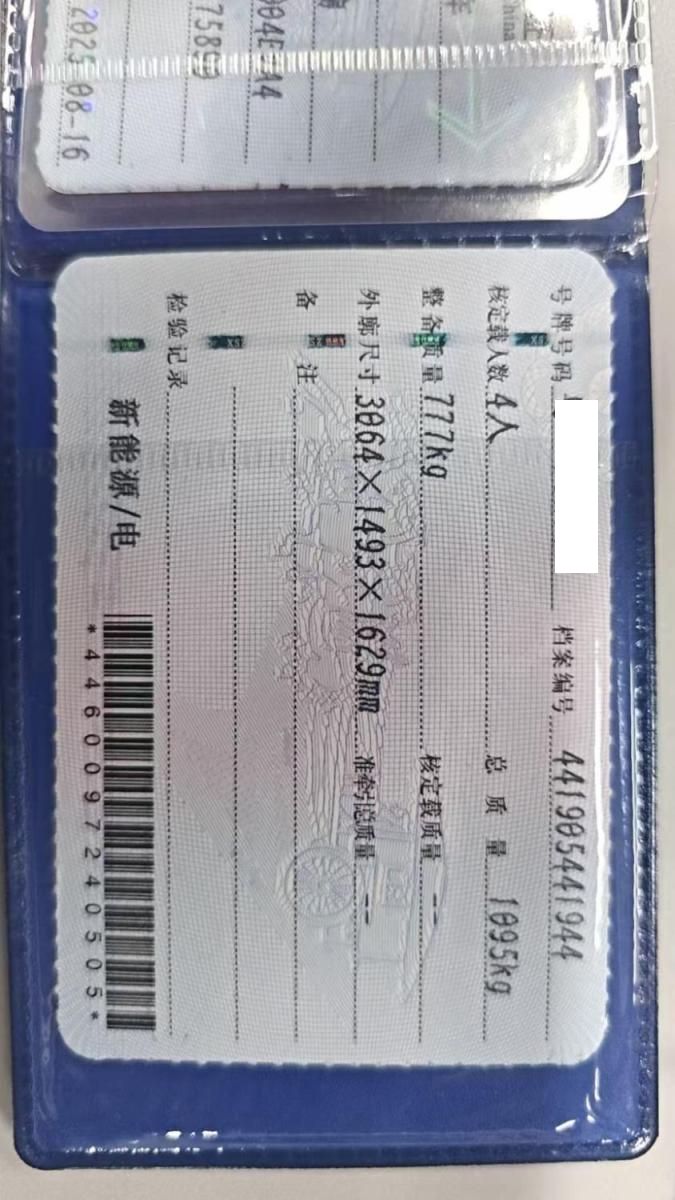 2025-08-16
号牌号码 档案编号 441905441944
核定载人数 4人 总质量 1095kg
整备质量 777kg 核定载质量 --
外廓尺寸 3064×1493×1629mm 准牵引总质量 --
备注
检验记录
新能源/电
*4460097240505*